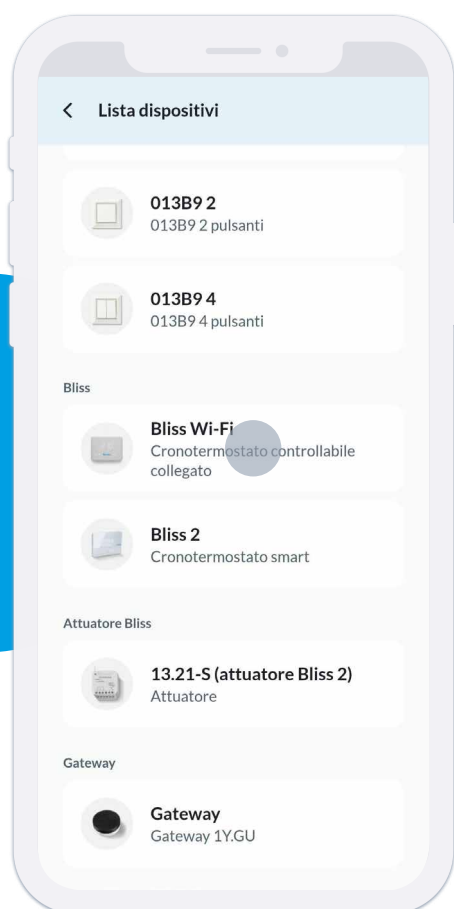 Lista dispositivi
013B9 2
013B9 2 pulsanti
013B9 4
013B9 4 pulsanti
Bliss
Bliss Wi-Fi
Cronotermostato controllabile
collegato
Bliss 2
Cronotermostato smart
Attuatore Bliss
13.21-S (attuatore Bliss 2)
Attuatore
Gateway
Gateway
Gateway 1Y.GU